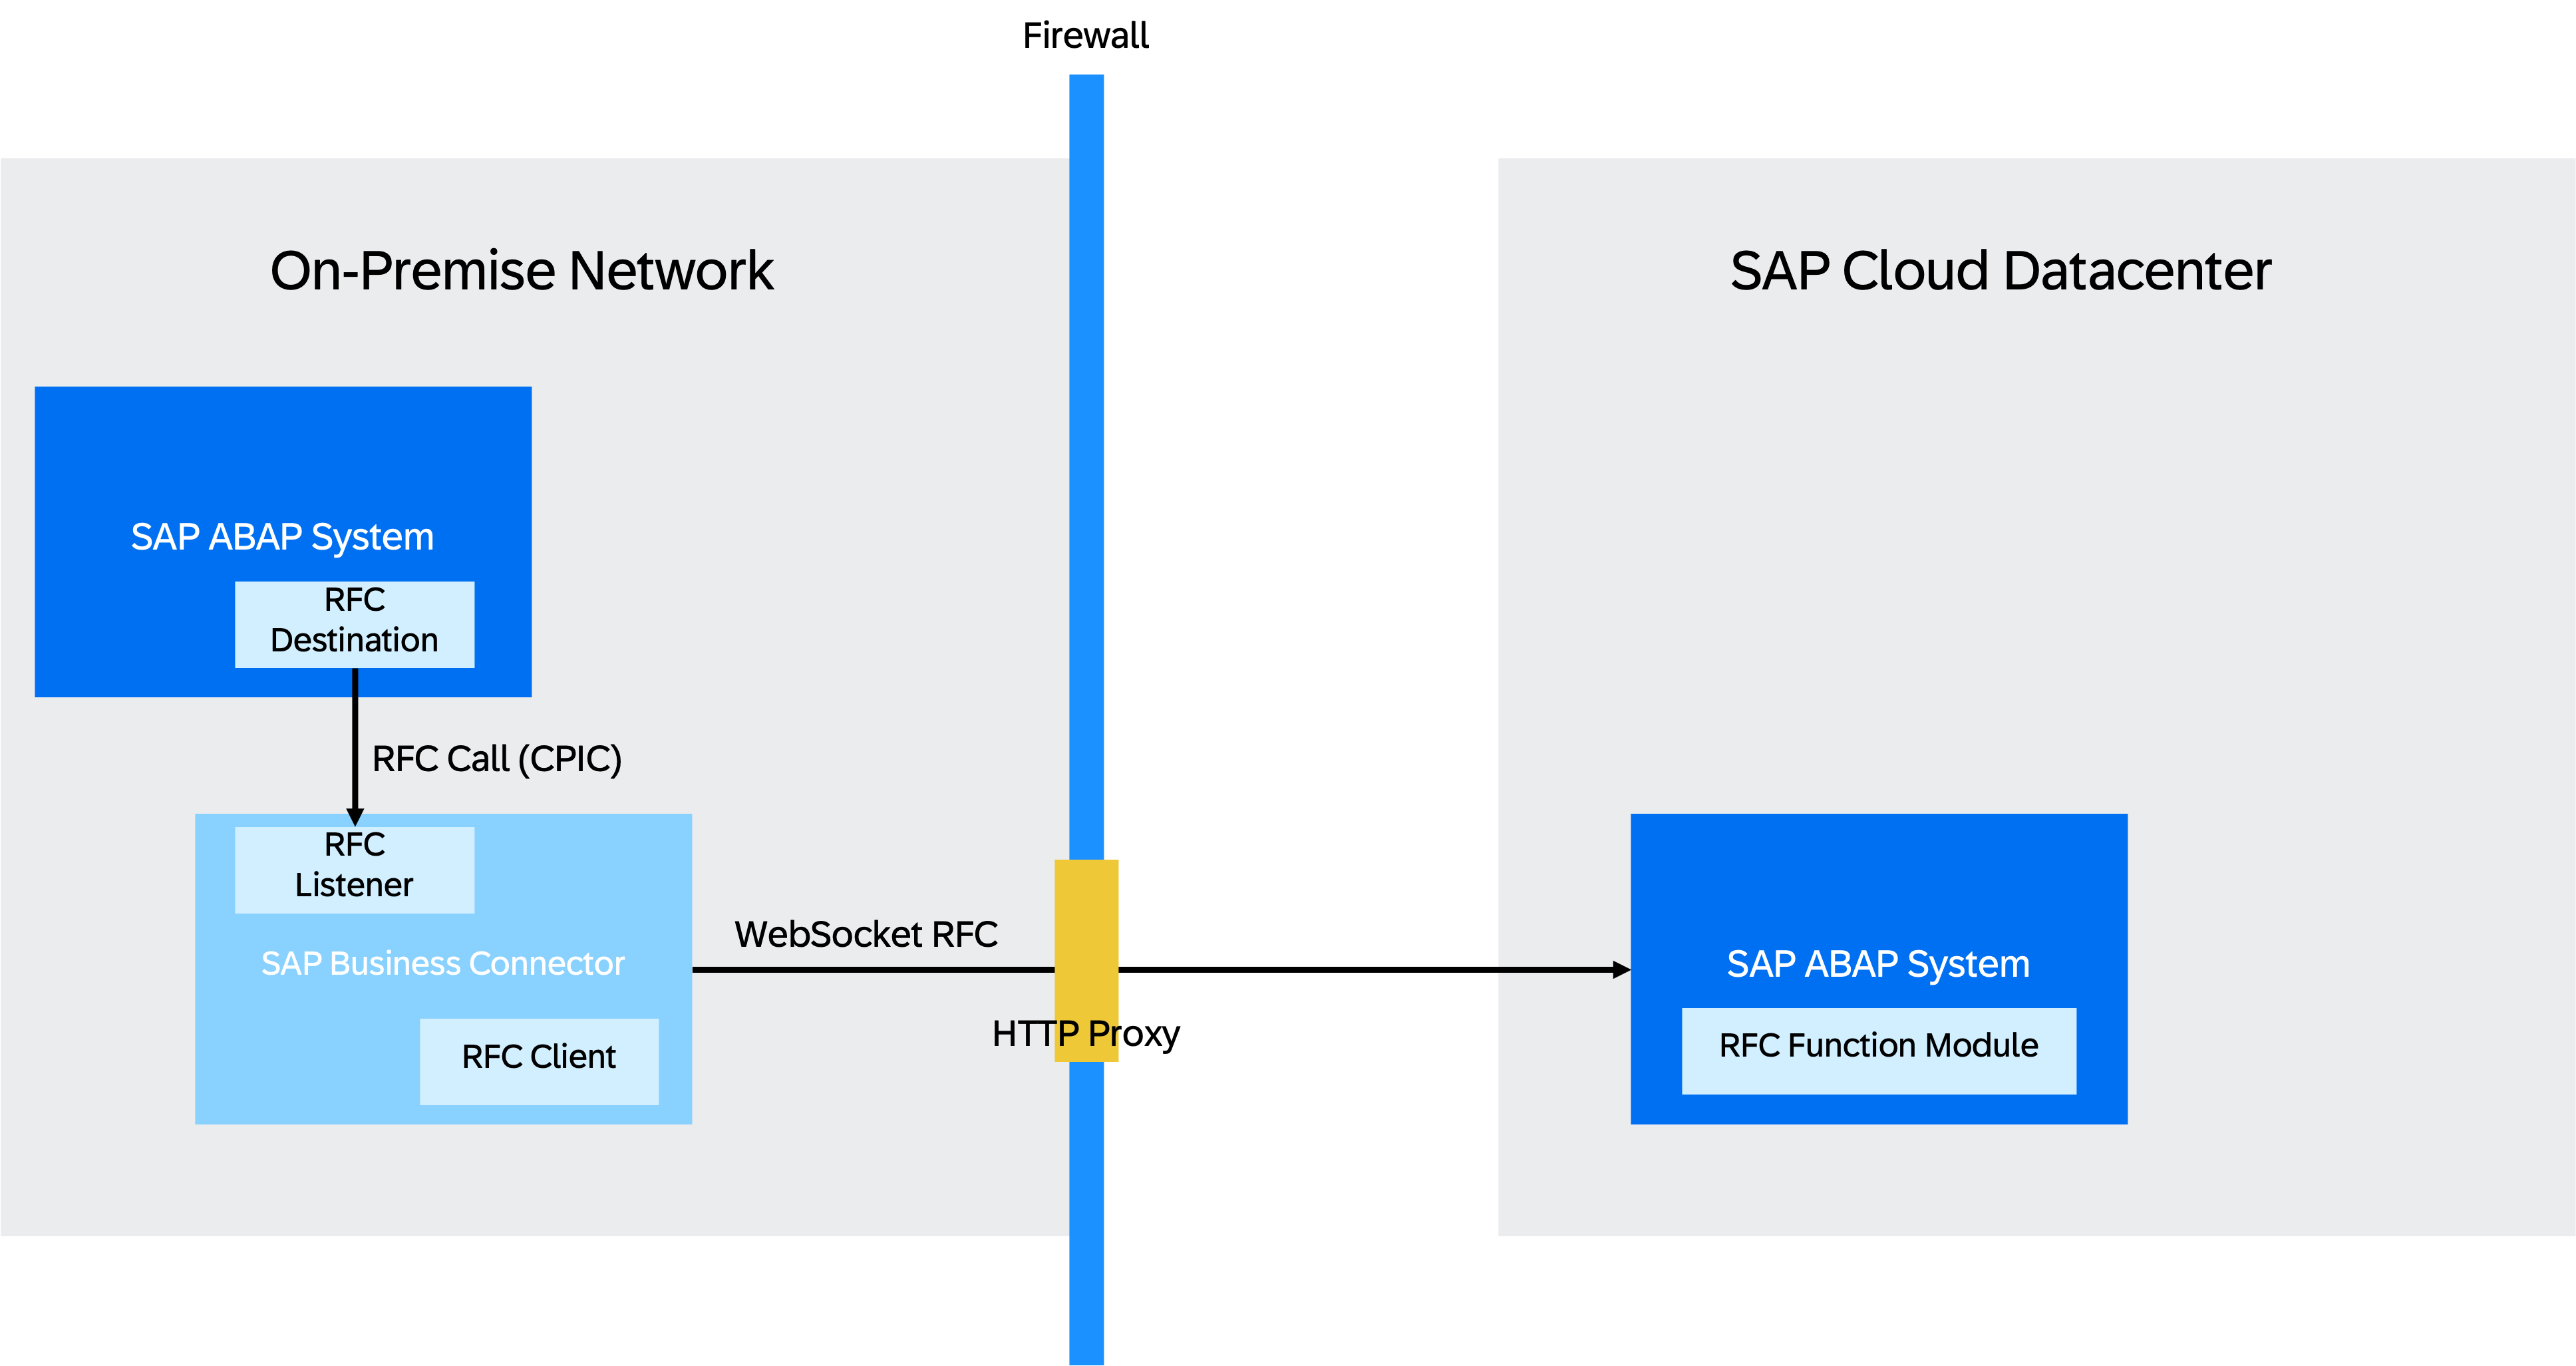 Firewall
On-Premise Network
SAP Cloud Datacenter
SAP ABAP System
RFC
Destination
RFC Call (CPIC)
RFC
Listener
SAP Business Connector
RFC Client
WebSocket RFC
HTTP Proxy
SAP ABAP System
RFC Function Module